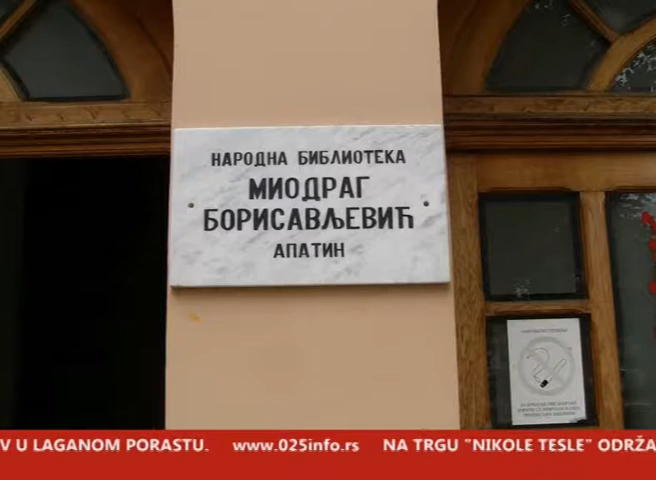 НАРОДНА БИБЛИОТЕКА
МИОДРАГ
БОРИСАВЉЕВИЋ
АПАТИН
V U LAGANOM PORASTU. www.025info.rs NA TRGU "NIKOLE TESLE" ODRŽA